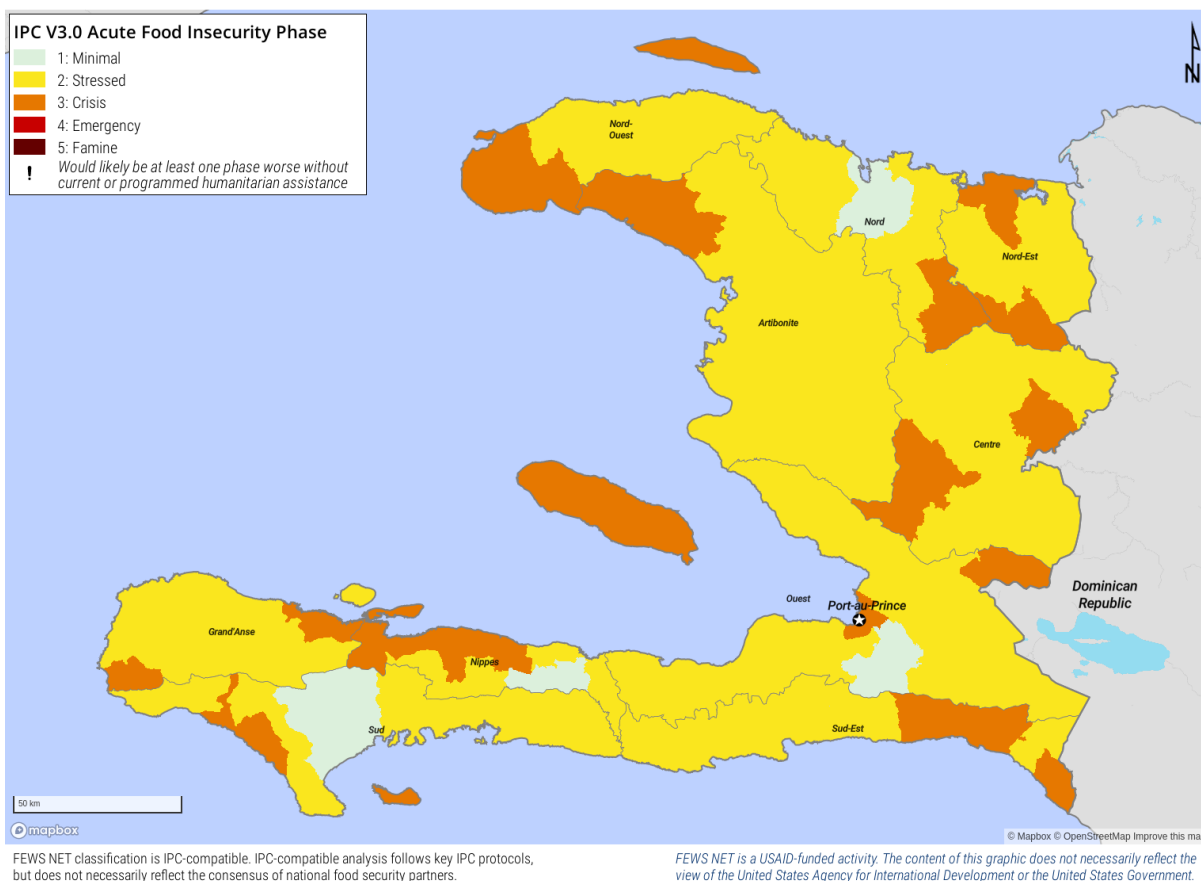 IPC V3.0 Acute Food Insecurity Phase
1: Minimal
2: Stressed
3: Crisis
4: Emergency
5: Famine
! Would likely be at least one phase worse without
current or programmed humanitarian assistance
N
Nord-
Ouest
Nord
Nord-Est
Artibonite
Centre
Dominican
Republic
Ouest
Port-au-Prince
Grand'Anse
Nippes
Sud
Sud-Est
50 km
mapbox
© Mapbox © OpenStreetMap Improve this ma
FEWS NET classification is IPC-compatible. IPC-compatible analysis follows key IPC protocols,
but does not necessarily reflect the consensus of national food security partners.
FEWS NET is a USAID-funded activity. The content of this graphic does not necessarily reflect the
view of the United States Agency for International Development or the United States Government.